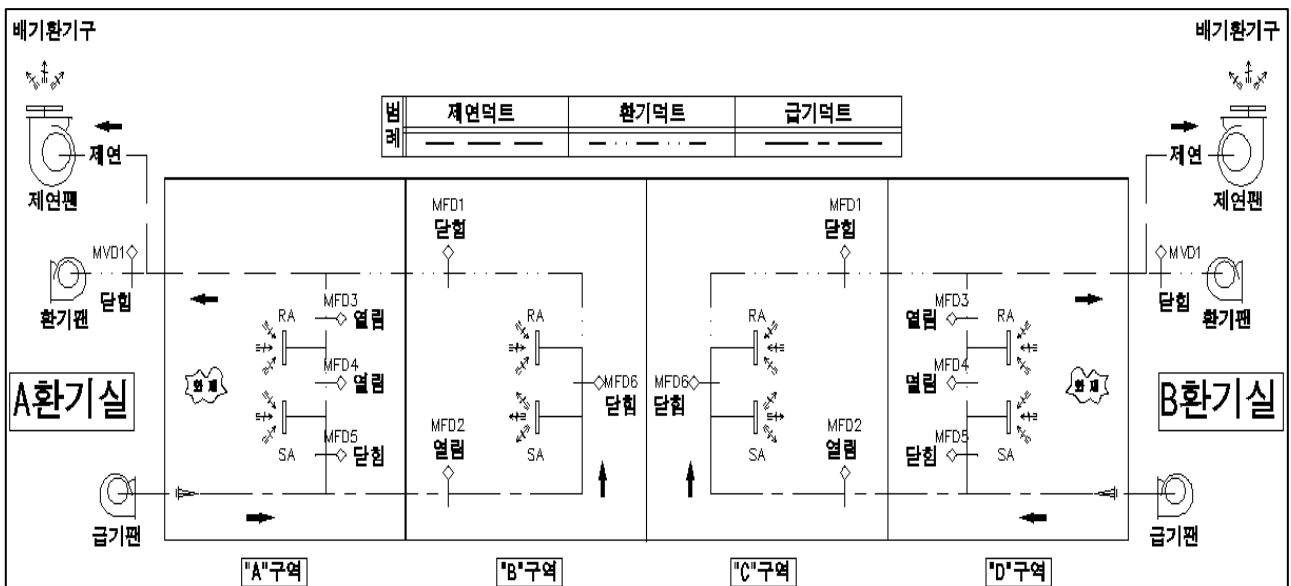 배기환기구
배기환기구
범례
제연덕트
환기덕트
급기덕트
제연
제연팬
제연
제연팬
MFD1
닫힘
MFD1
닫힘
MVD1
닫힘
환기팬
MVD1
닫힘
환기팬
RA
MFD3
열림
MFD4
열림
MFD5
닫힘
SA
화재
RA
SA
MFD6
닫힘
MFD2
열림
RA
SA
MFD6
닫힘
MFD2
열림
MFD3
열림
RA
MFD4
열림
MFD5
닫힘
SA
화재
A환기실
B환기실
급기팬
급기팬
"A"구역
"B"구역
"C"구역
"D"구역